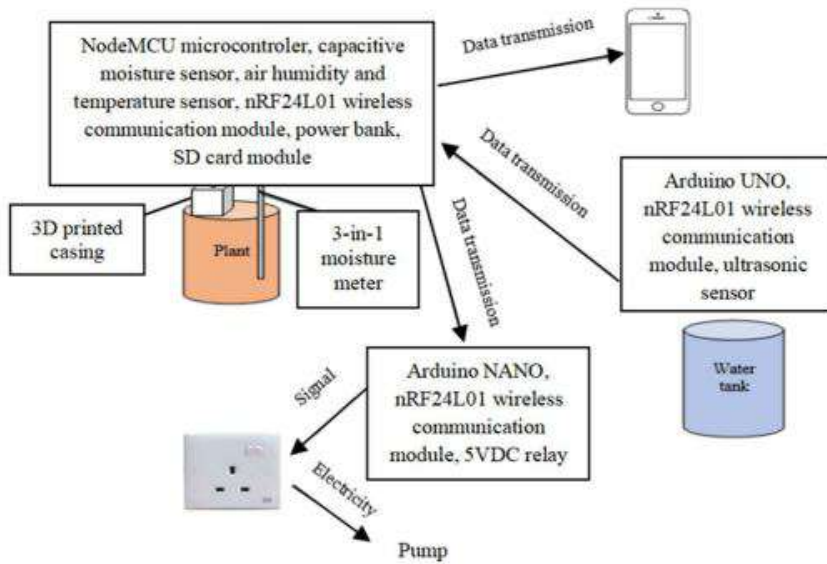 NodeMCU microcontroler, capacitive
moisture sensor, air humidity and
temperature sensor, nRF24L01 wireless
communication module, power bank,
SD card module
Data transmission
Data transmission
Arduino UNO,
nRF24L01 wireless
communication
module, ultrasonic
sensor
3D printed
casing
Plant
3-in-1
moisture
meter
Data transmission
Water
tank
Arduino NANO,
nRF24L01 wireless
communication
module, 5VDC relay
Signal
Electricity
Pump